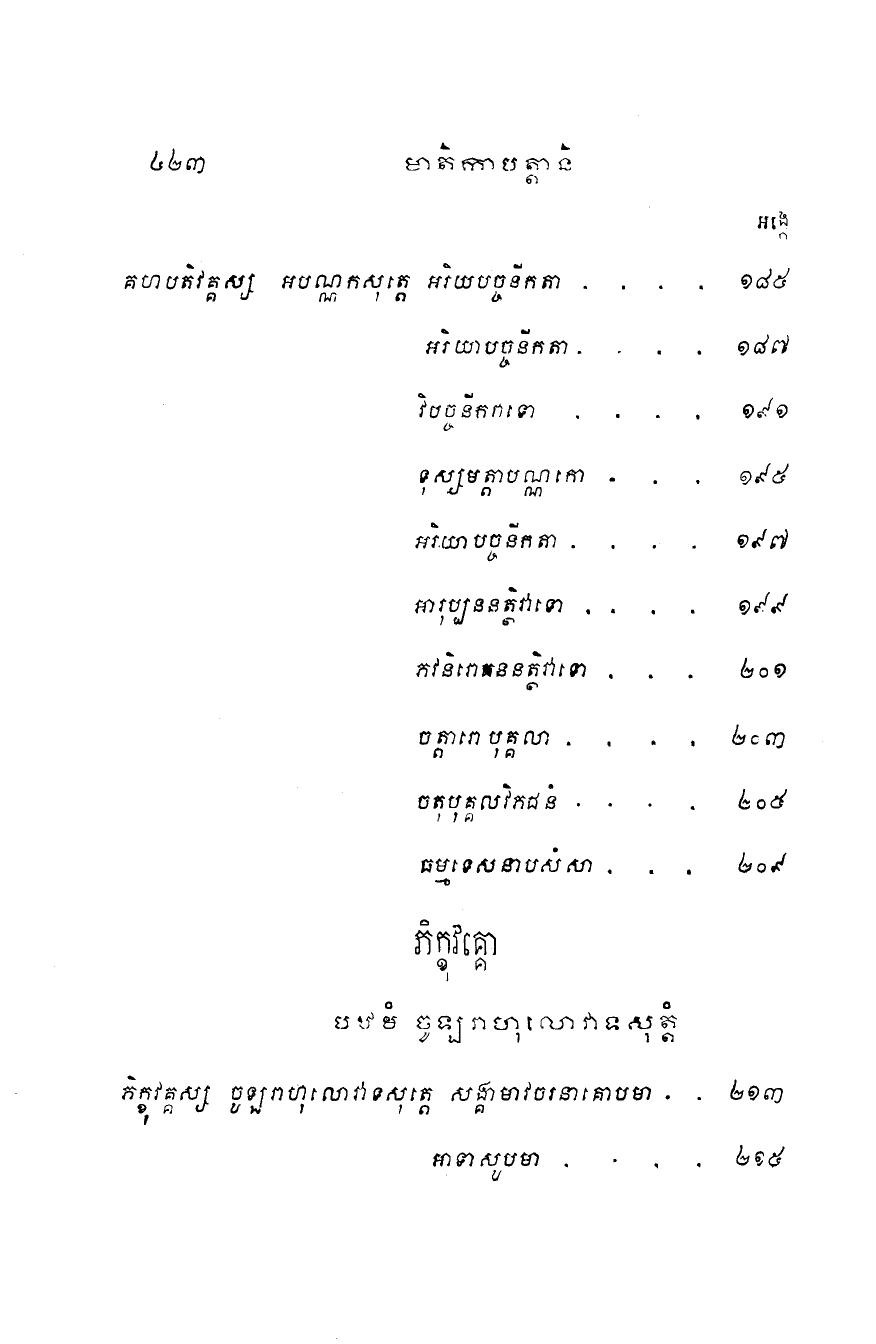 ៤២៣ មាតិកាបត្តានិ
អង្កេ
គហបតិវគ្គស្ស អបណ្ណកសុត្តេ អរិយបច្ចនីកតា . . . . ១៨៥
អរិយាបច្ចនីកតា . . . . ១៨៧
វិបច្ចនីកវាទោ . . . . ១៩១
ទុស្សមត្តាបណ្ណកោ . . . ១៩៥
អរិយាបច្ចនីកតា . . . . ១៩៧
អារុប្បននត្ថិវាទោ . . . . ១៩៩
ភវនិរោធននត្ថិវាទោ . . . ២០១
ចត្តារោ បុគ្គលា . . . . ២០៣
ចតុបុគ្គលវិភជនំ . . . . ២០៥
ធម្មទេសនាបសំសា . . . ២០៩
ភិក្ខុវគ្គោ
បឋមំ ចូឡរាហុលោវាទសុត្តំ
ភិក្ខុវគ្គស្ស ចូឡរាហុលោវាទសុត្តេ សង្គាមាវចរនាគោបមា . . ២១៣
អាទាសូបមា . . . . ២១៥